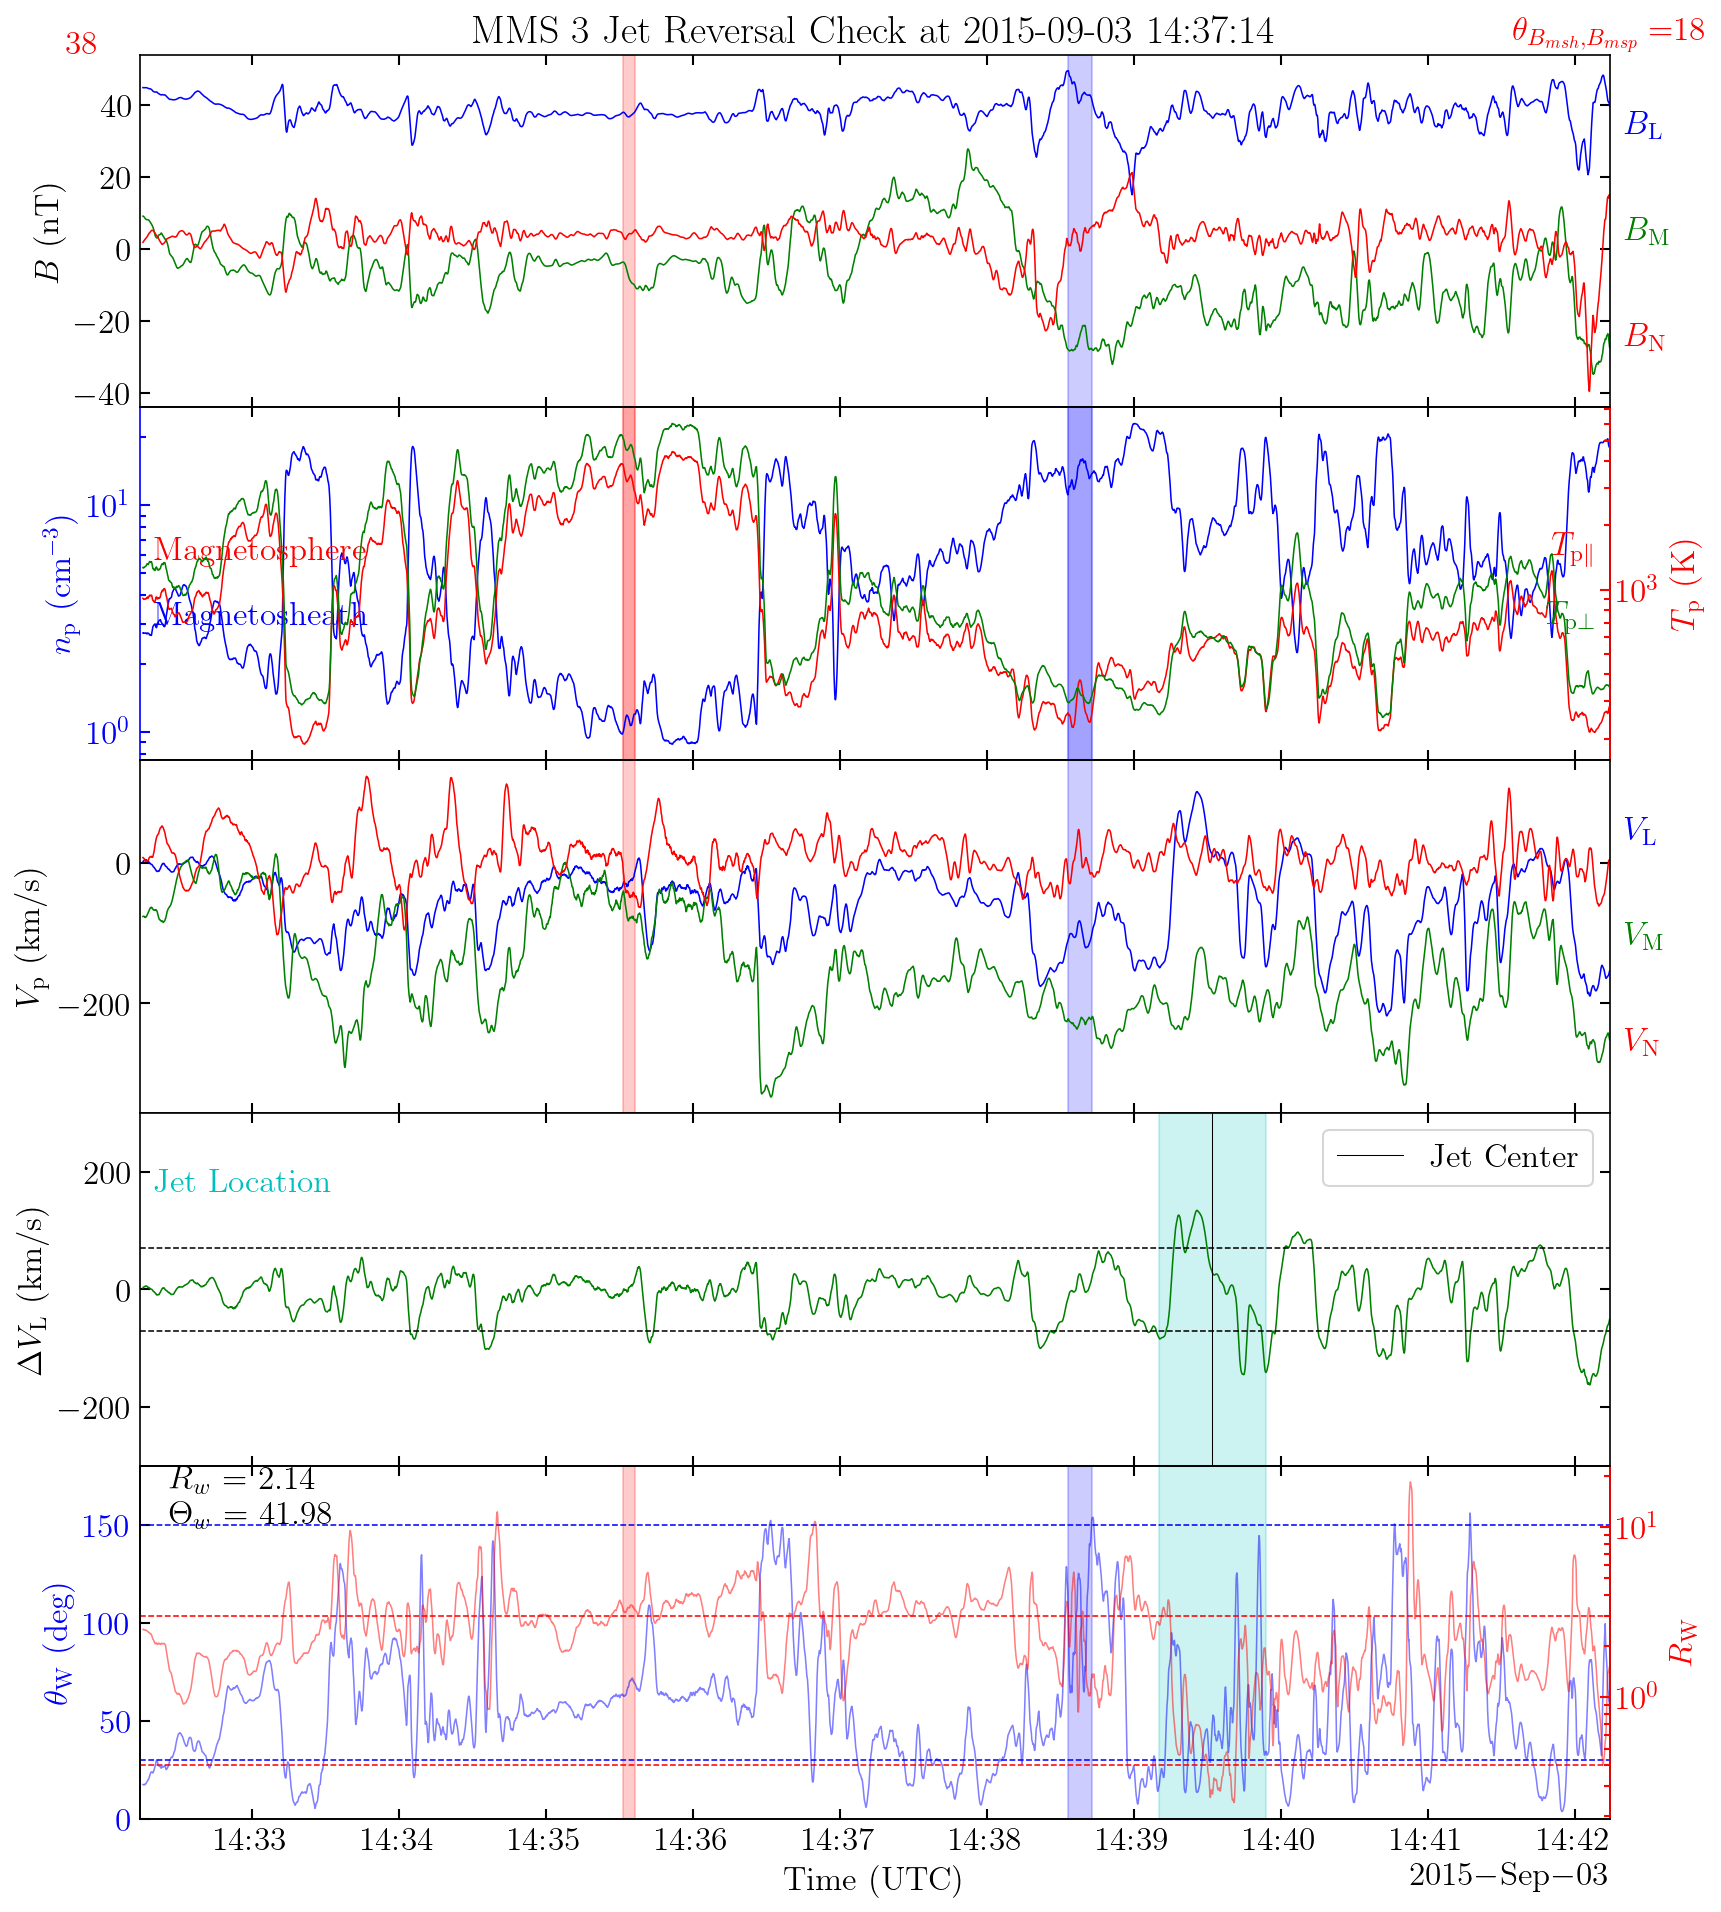 MMS 3 Jet Reversal Check at 2015-09-03 14:37:14
38
θ_{B_{msh},B_{msp}} =18
B (nT)
40
20
0
−20
−40
B_L
B_M
B_N
n_p (cm^{−3})
10^1
10^0
Magnetosphere
Magnetosheath
T_{p∥}
T_{p⊥}
10^3
T_p (K)
V_p (km/s)
0
−200
V_L
V_M
V_N
ΔV_L (km/s)
200
0
−200
Jet Location
Jet Center
R_w = 2.14
Θ_w = 41.98
θ_W (deg)
150
100
50
0
10^1
10^0
R_W
14:33 14:34 14:35 14:36 14:37 14:38 14:39 14:40 14:41 14:42
Time (UTC)
2015−Sep−03